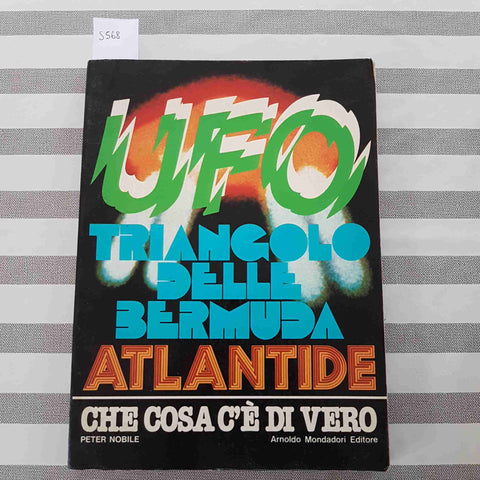 S568
UFO
TRIANGOLO
DELLE
BERMUDA
ATLANTIDE
CHE COSA C'È DI VERO
PETER NOBILE Arnoldo Mondadori Editore